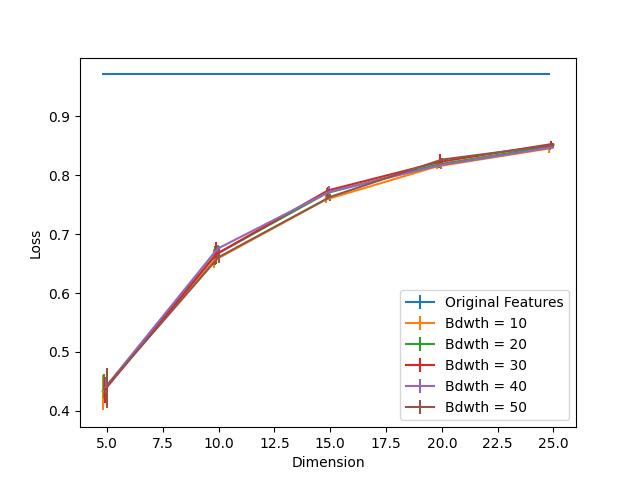 0.9
0.8
0.7
0.6
0.5
0.4
Loss
Original Features
Bdwth = 10
Bdwth = 20
Bdwth = 30
Bdwth = 40
Bdwth = 50
5.0 7.5 10.0 12.5 15.0 17.5 20.0 22.5 25.0
Dimension